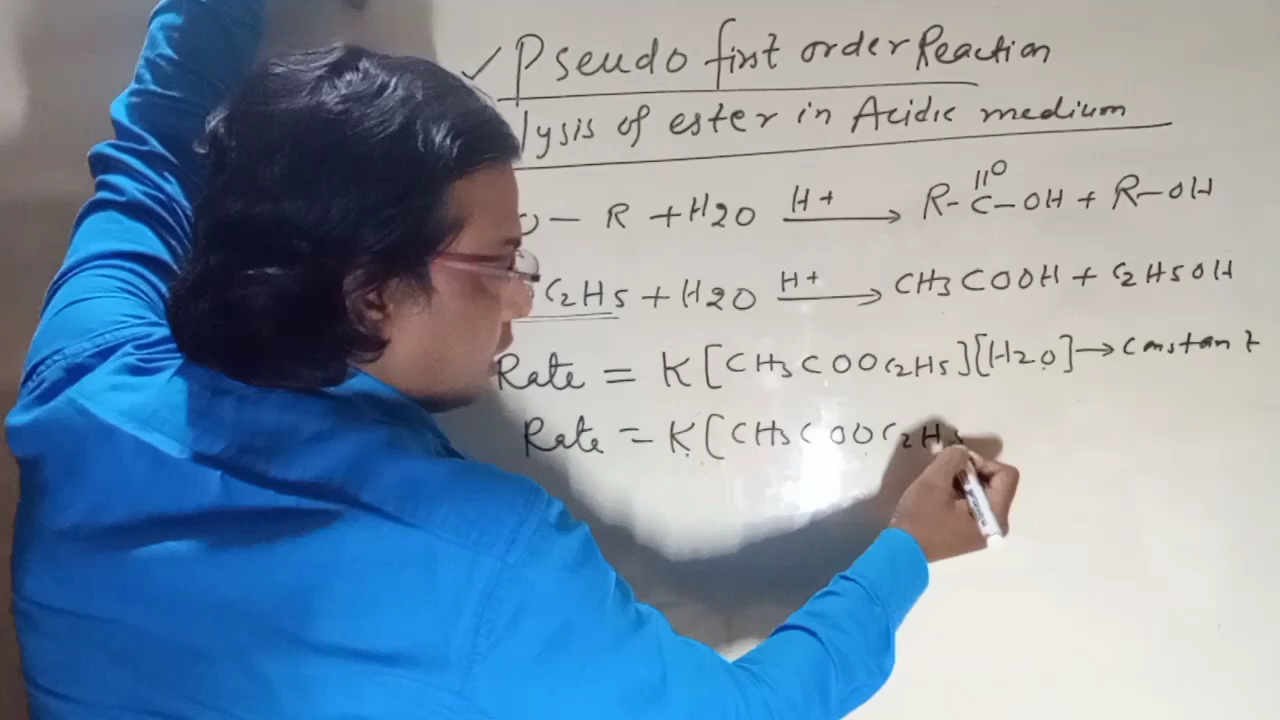 ✓ Pseudo first order Reaction
lysis of ester in Acidic medium
O
— R + H2O H+ → R-C-OH + R-OH
C2H5 + H2O H+ → CH3COOH + C2H5OH
Rate = K[CH3COOC2H5][H2O] → Constant
Rate = K[CH3COOC2H5